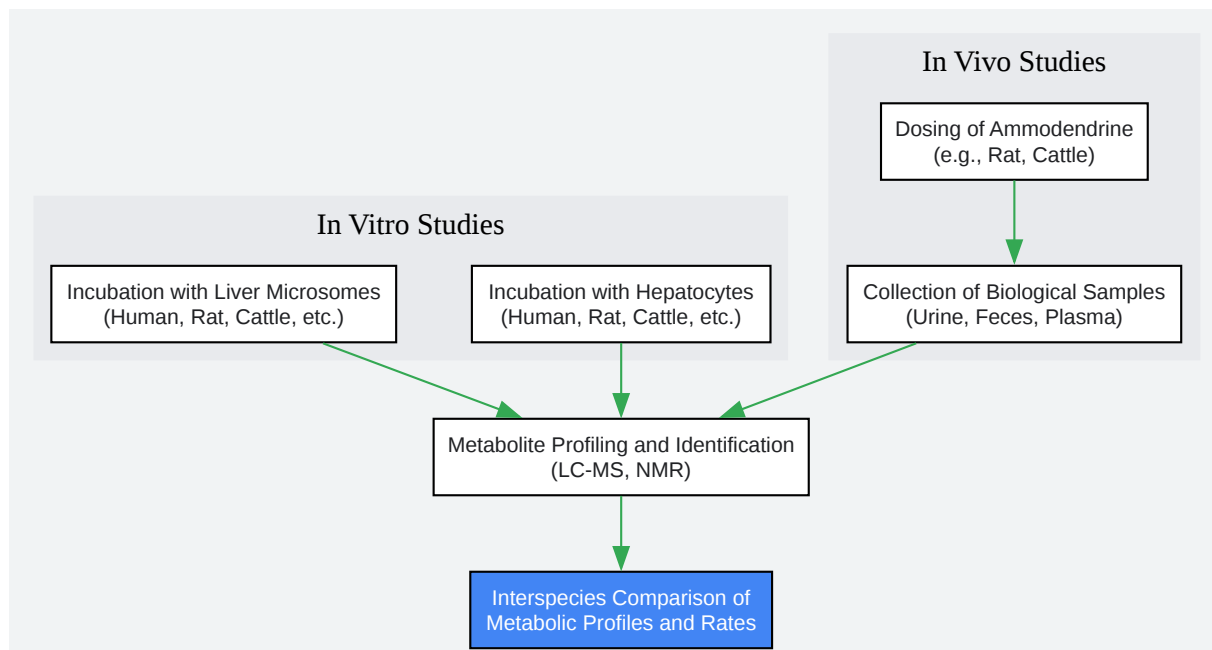 In Vivo Studies
Dosing of Ammodendrine
(e.g., Rat, Cattle)
In Vitro Studies
Incubation with Liver Microsomes
(Human, Rat, Cattle, etc.)
Incubation with Hepatocytes
(Human, Rat, Cattle, etc.)
Collection of Biological Samples
(Urine, Feces, Plasma)
Metabolite Profiling and Identification
(LC-MS, NMR)
Interspecies Comparison of
Metabolic Profiles and Rates